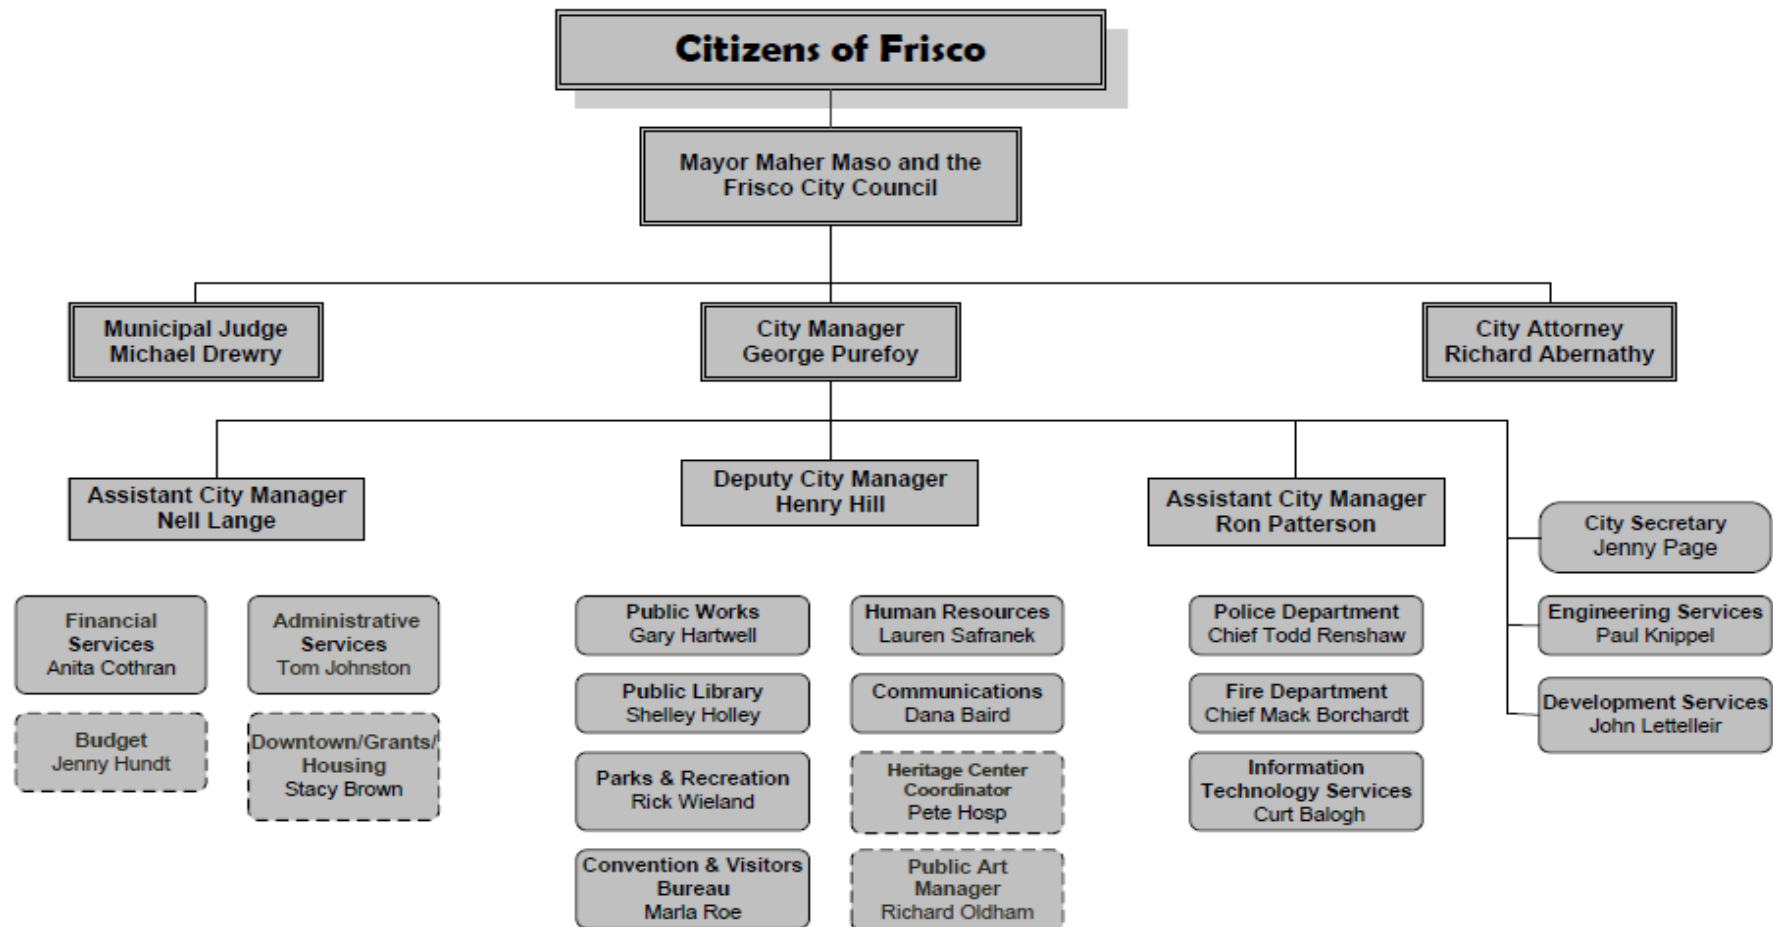 Citizens of Frisco
Mayor Maher Maso and the
Frisco City Council
Municipal Judge
Michael Drewry
City Manager
George Purefoy
City Attorney
Richard Abernathy
Assistant City Manager
Nell Lange
Deputy City Manager
Henry Hill
Assistant City Manager
Ron Patterson
City Secretary
Jenny Page
Financial
Services
Anita Cothran
Administrative
Services
Tom Johnston
Public Works
Gary Hartwell
Human Resources
Lauren Safranek
Police Department
Chief Todd Renshaw
Engineering Services
Paul Knippel
Budget
Jenny Hundt
Downtown/Grants/
Housing
Stacy Brown
Public Library
Shelley Holley
Communications
Dana Baird
Fire Department
Chief Mack Borchardt
Development Services
John Lettelleir
Parks & Recreation
Rick Wieland
Heritage Center
Coordinator
Pete Hosp
Information
Technology Services
Curt Balogh
Convention & Visitors
Bureau
Marla Roe
Public Art
Manager
Richard Oldham